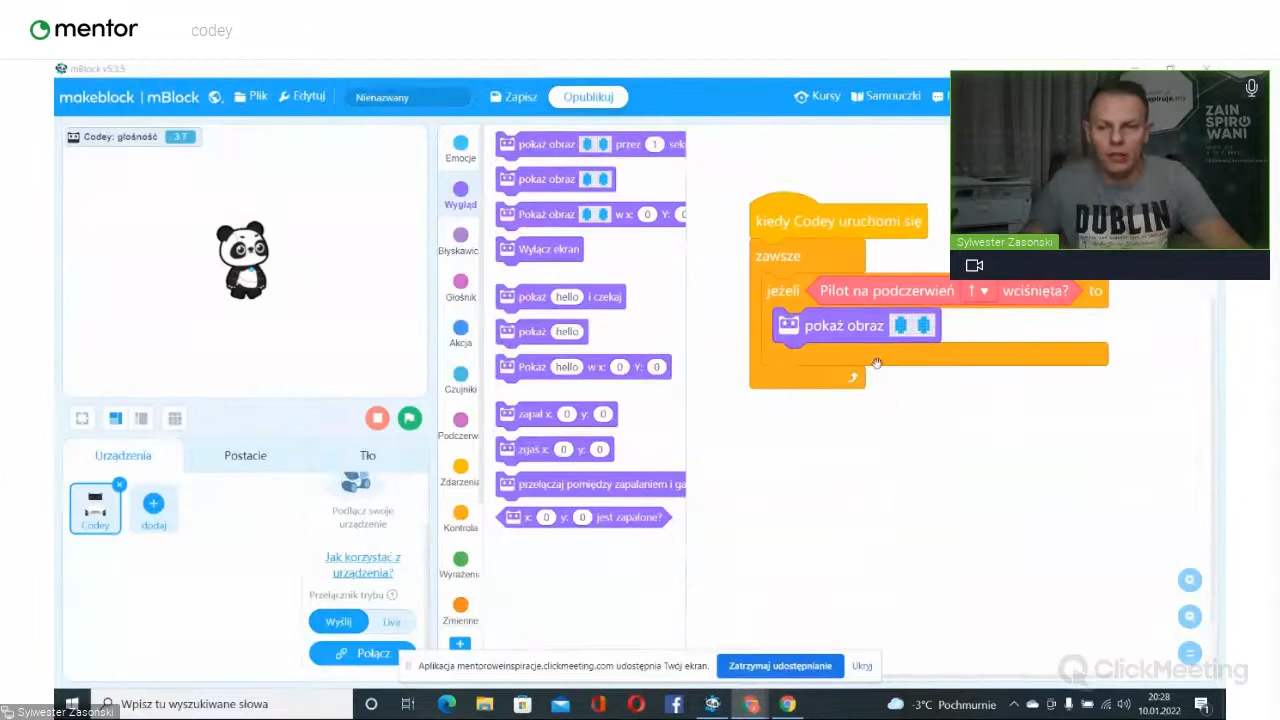 mentor
codey
mBlock v5.3.5
makeblock | mBlock
Plik
Edytuj
Nienazwany
Zapisz
Opublikuj
Kursy
Samouczki
Codey: głośność 37
Emocje
Wygląd
Błyskawic
Głośnik
Akcja
Czujniki
Podczerw
Zdarzenia
Kontrola
Wyrażenia
Zmienne
pokaż obraz przez 1 sek
pokaż obraz
Pokaż obraz w x: 0 Y: 0
Wyłącz ekran
pokaż hello i czekaj
pokaż hello
Pokaż hello w x: 0 Y: 0
zapal x: 0 y: 0
zgaś x: 0 y: 0
przełączaj pomiędzy zapalaniem i ga
x: 0 y: 0 jest zapalone?
kiedy Codey uruchomi się
zawsze
jeżeli Pilot na podczerwień ↑ wciśnięta? to
pokaż obraz
ZAIN
SPIRO
WANI
DUBLIN
Sylwester Zasoński
Urządzenia
Postacie
Tło
Codey
dodaj
Podłącz swoje
urządzenie
Jak korzystać z
urządzenia?
Przełącznik trybu
Wyślij
Live
Połącz
Aplikacja mentoroweinspiracje.clickmeeting.com udostępnia Twój ekran.
Zatrzymaj udostępnianie
Ukryj
ClickMeeting
Wpisz tu wyszukiwane słowa
-3°C Pochmurnie
20:28
10.01.2022
1
Sylwester Zasoński